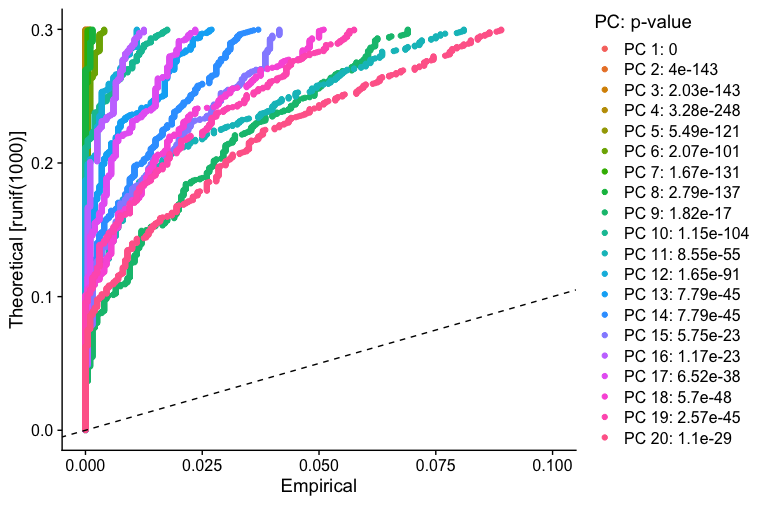 PC: p-value
PC 1: 0
PC 2: 4e-143
PC 3: 2.03e-143
PC 4: 3.28e-248
PC 5: 5.49e-121
PC 6: 2.07e-101
PC 7: 1.67e-131
PC 8: 2.79e-137
PC 9: 1.82e-17
PC 10: 1.15e-104
PC 11: 8.55e-55
PC 12: 1.65e-91
PC 13: 7.79e-45
PC 14: 7.79e-45
PC 15: 5.75e-23
PC 16: 1.17e-23
PC 17: 6.52e-38
PC 18: 5.7e-48
PC 19: 2.57e-45
PC 20: 1.1e-29
Theoretical [runif(1000)]
0.3
0.2
0.1
0.0
0.000 0.025 0.050 0.075 0.100
Empirical